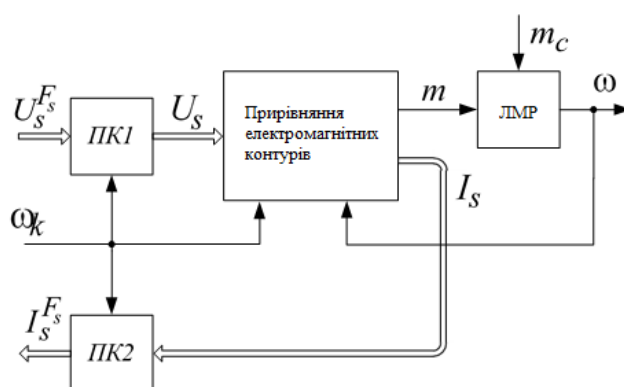 m_c
U_s^{F_s}
ПК1
U_s
Прирівняння
електромагнітних
контурів
m
ЛМР
ω
I_s
ω_k
I_s^{F_s}
ПК2